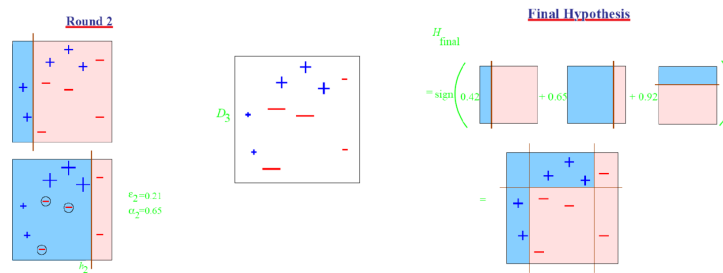 Round 2
ε2=0.21
α2=0.65
h2
D3
Final Hypothesis
H final
= sign ( 0.42 + 0.65 + 0.92
=